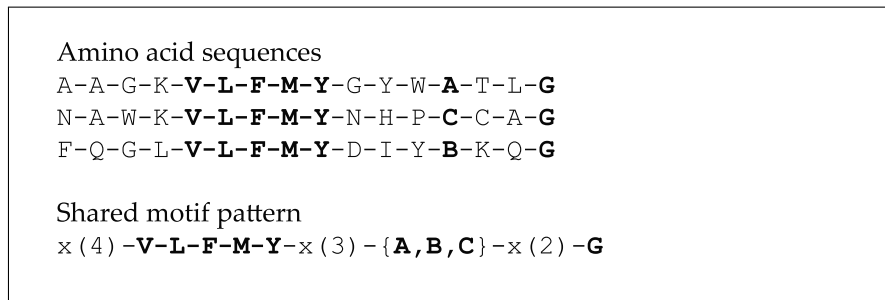 Amino acid sequences
A-A-G-K-V-L-F-M-Y-G-Y-W-A-T-L-G
N-A-W-K-V-L-F-M-Y-N-H-P-C-C-A-G
F-Q-G-L-V-L-F-M-Y-D-I-Y-B-K-Q-G
Shared motif pattern
x(4)-V-L-F-M-Y-x(3)-{A,B,C}-x(2)-G